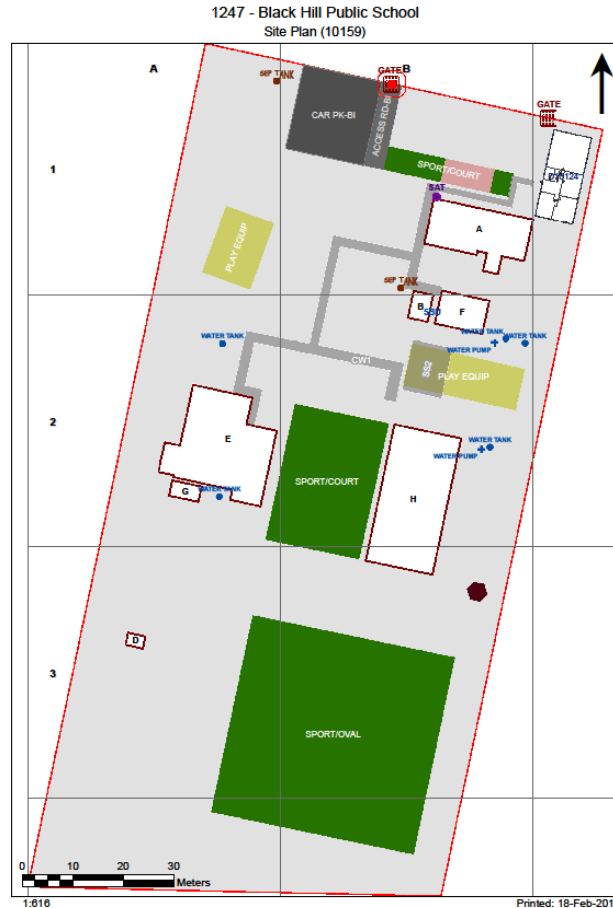 1247 - Black Hill Public School
Site Plan (10159)
A
B
GATE
SEP TANK
CAR PK-BI
ACCESS RD-BI
GATE
1
SPORT/COURT
SAT
A
PLAY EQUIP
SEP TANK
B
F
WATER TANK
WATER TANK
WATER TANK
WATER PUMP
CW1
SS2
PLAY EQUIP
2
E
WATER TANK
WATER PUMP
SPORT/COURT
G
WATER TANK
H
D
3
SPORT/OVAL
0 10 20 30
Meters
1:616
Printed: 18-Feb-201